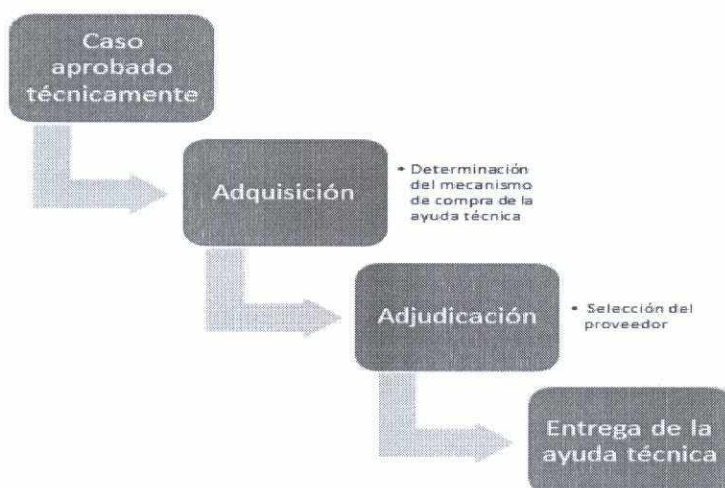 Caso
aprobado
técnicamente
Adquisición
• Determinación
del mecanismo
de compra de la
ayuda técnica
Adjudicación
• Selección del
proveedor
Entrega de la
ayuda técnica